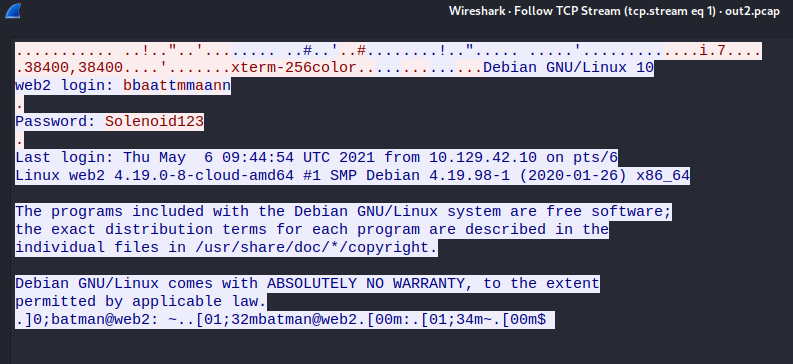 Wireshark · Follow TCP Stream (tcp.stream eq 1) · out2.pcap
........... ..!.."..'........ ..#..'..#........!.."..... .....'.............i.7....
.38400,38400....'.......xterm-256color..............Debian GNU/Linux 10
web2 login: bbaattmmaann
.
Password: Solenoid123
.
Last login: Thu May  6 09:44:54 UTC 2021 from 10.129.42.10 on pts/6
Linux web2 4.19.0-8-cloud-amd64 #1 SMP Debian 4.19.98-1 (2020-01-26) x86_64
The programs included with the Debian GNU/Linux system are free software;
the exact distribution terms for each program are described in the
individual files in /usr/share/doc/*/copyright.
Debian GNU/Linux comes with ABSOLUTELY NO WARRANTY, to the extent
permitted by applicable law.
.]0;batman@web2: ~..[01;32mbatman@web2.[00m:.[01;34m~.[00m$